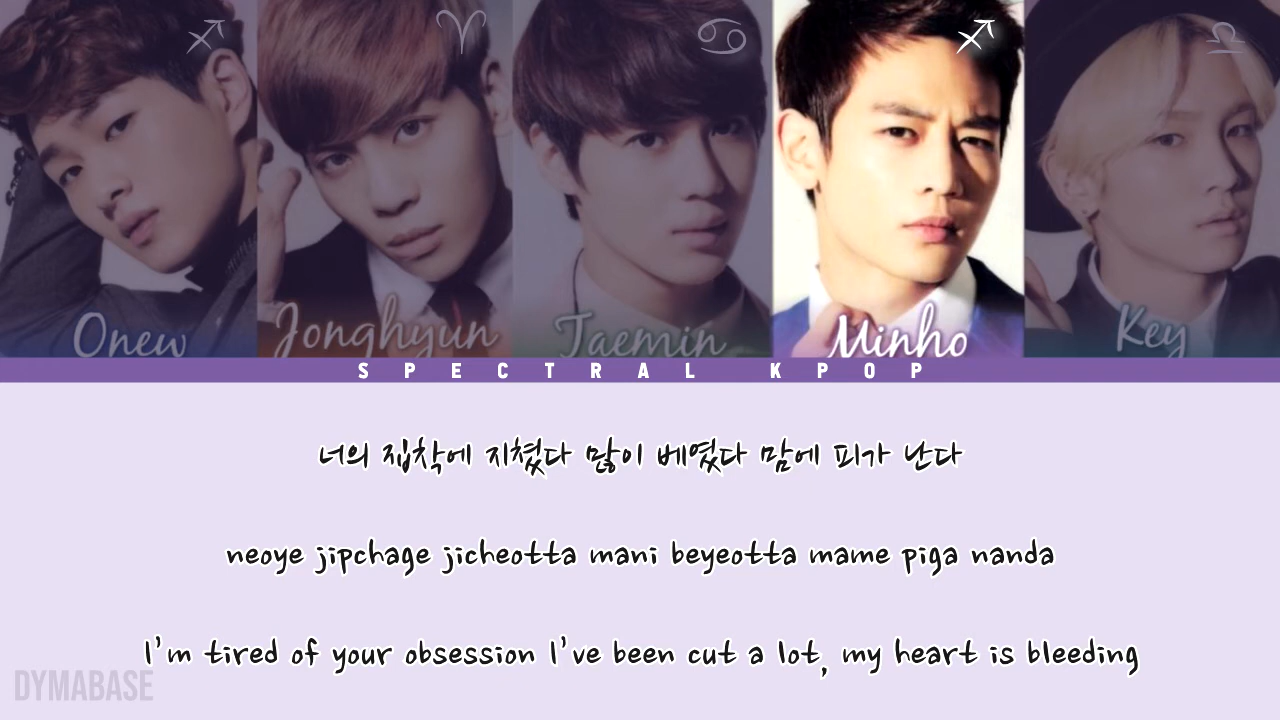 Onew Jonghyun Taemin Minho Key
SPECTRAL KPOP
너의 집착에 지쳤다 많이 베였다 맘에 피가 난다
neoye jipchage jicheotta mani beyeotta mame piga nanda
I'm tired of your obsession I've been cut a lot, my heart is bleeding
DYMABASE